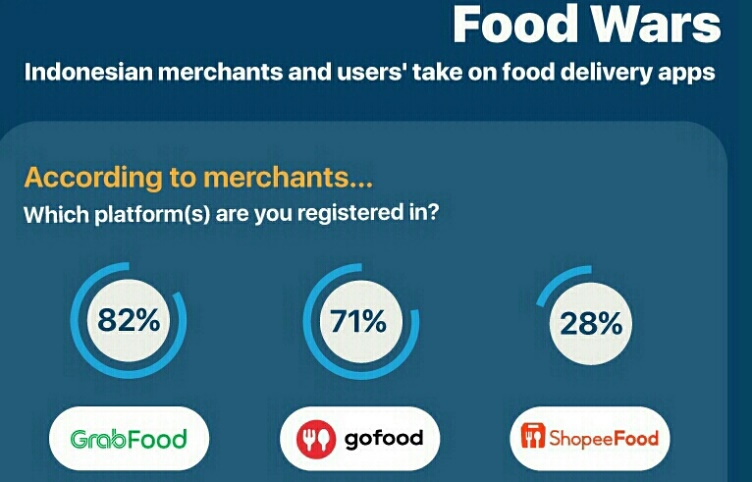 Food Wars
Indonesian merchants and users' take on food delivery apps
According to merchants...
Which platform(s) are you registered in?
82% 71% 28%
GrabFood gofood ShopeeFood